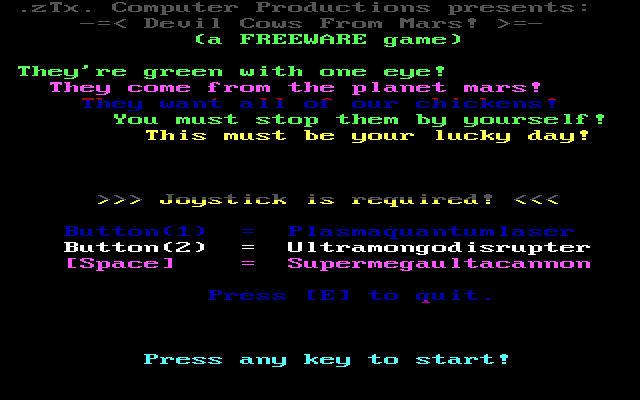 .zTx. Computer Productions presents:
-=< Devil Cows From Mars! >=-
(a FREEWARE game)
They're green with one eye!
They come from the planet mars!
They want all of our chickens!
You must stop them by yourself!
This must be your lucky day!
>>> Joystick is required! <<<
Button(1) = Plasmaquantumlaser
Button(2) = Ultramongodisrupter
[Space] = Supermegaultacannon
Press [E] to quit.
Press any key to start!